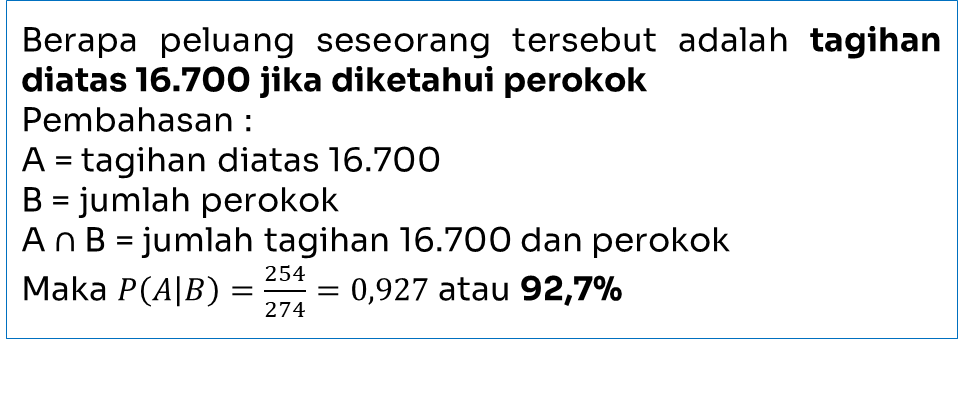 Berapa peluang seseorang tersebut adalah tagihan
diatas 16.700 jika diketahui perokok
Pembahasan :
A = tagihan diatas 16.700
B = jumlah perokok
A ∩ B = jumlah tagihan 16.700 dan perokok
Maka P(A|B) = 254/274 = 0,927 atau 92,7%